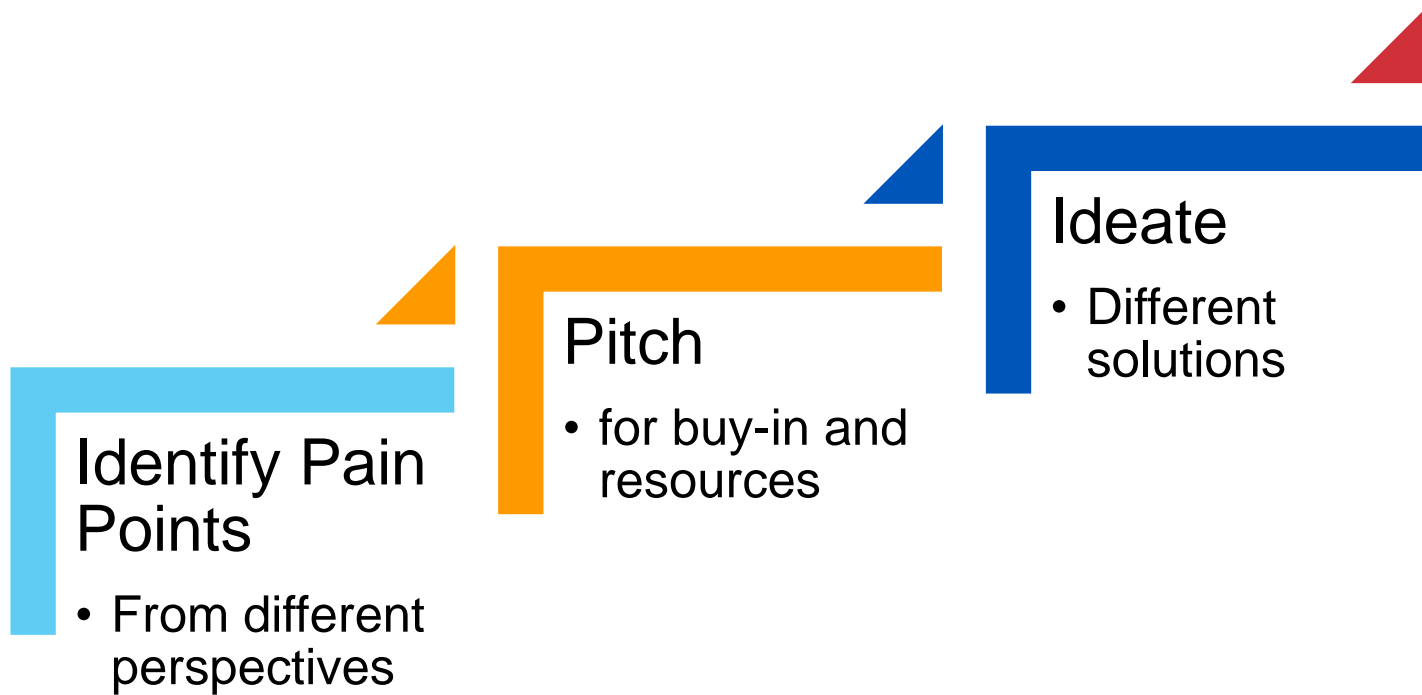 Identify Pain
Points
• From different
perspectives
Pitch
• for buy-in and
resources
Ideate
• Different
solutions